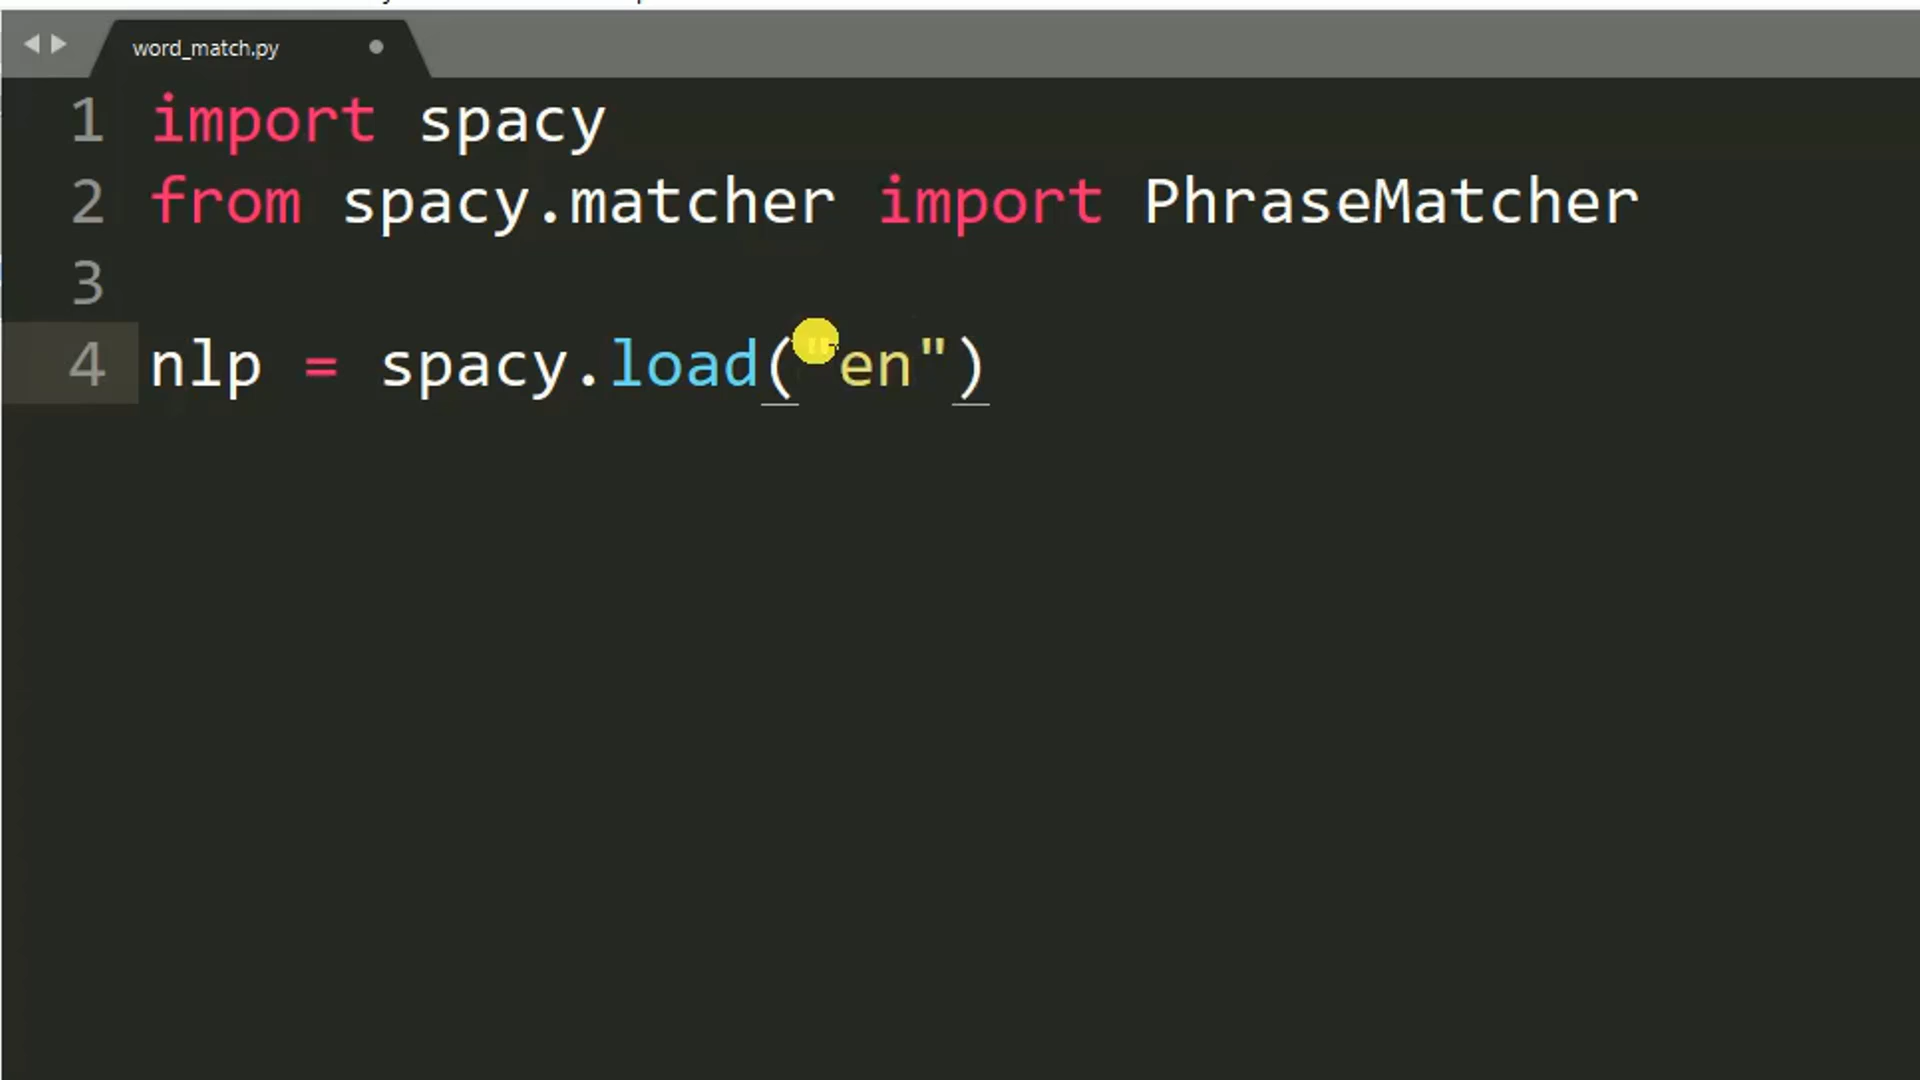 word_match.py
1 import spacy
2 from spacy.matcher import PhraseMatcher
3
4 nlp = spacy.load("en")